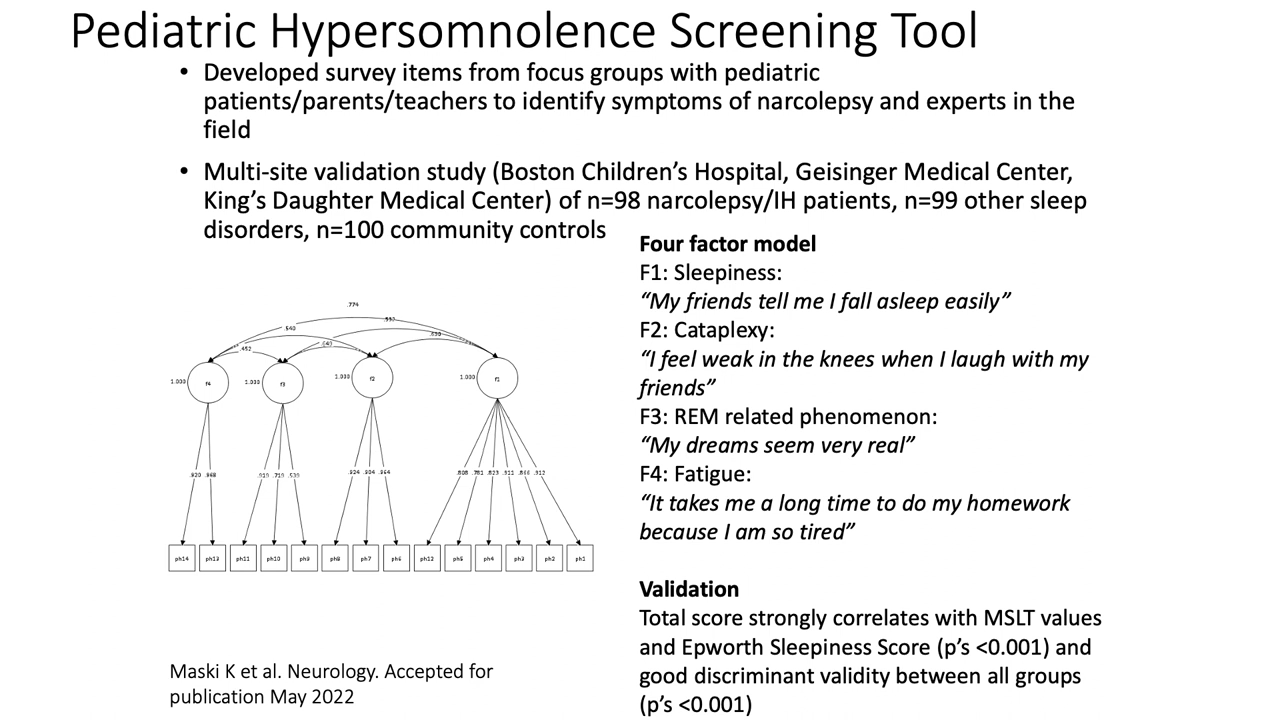 Pediatric Hypersomnolence Screening Tool
• Developed survey items from focus groups with pediatric
patients/parents/teachers to identify symptoms of narcolepsy and experts in the
field
• Multi-site validation study (Boston Children’s Hospital, Geisinger Medical Center,
King’s Daughter Medical Center) of n=98 narcolepsy/IH patients, n=99 other sleep
disorders, n=100 community controls
Four factor model
F1: Sleepiness:
“My friends tell me I fall asleep easily”
F2: Cataplexy:
“I feel weak in the knees when I laugh with my
friends”
F3: REM related phenomenon:
“My dreams seem very real”
F4: Fatigue:
“It takes me a long time to do my homework
because I am so tired”
Validation
Total score strongly correlates with MSLT values
and Epworth Sleepiness Score (p’s <0.001) and
good discriminant validity between all groups
(p’s <0.001)
.774
.540
.452
1.000 f4 1.000 f3 1.000 f2 1.000 f1
ph14 ph13 ph11 ph10 ph9 ph8 ph7 ph6 ph12 ph5 ph4 ph3 ph2 ph1
Maski K et al. Neurology. Accepted for
publication May 2022